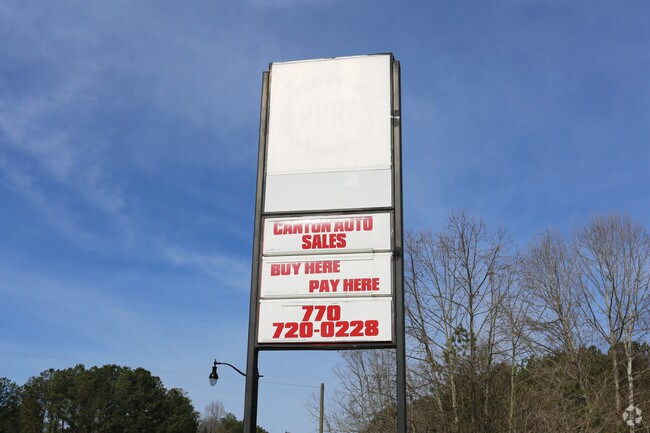 CANTON AUTO
SALES
BUY HERE
PAY HERE
770
720-0228